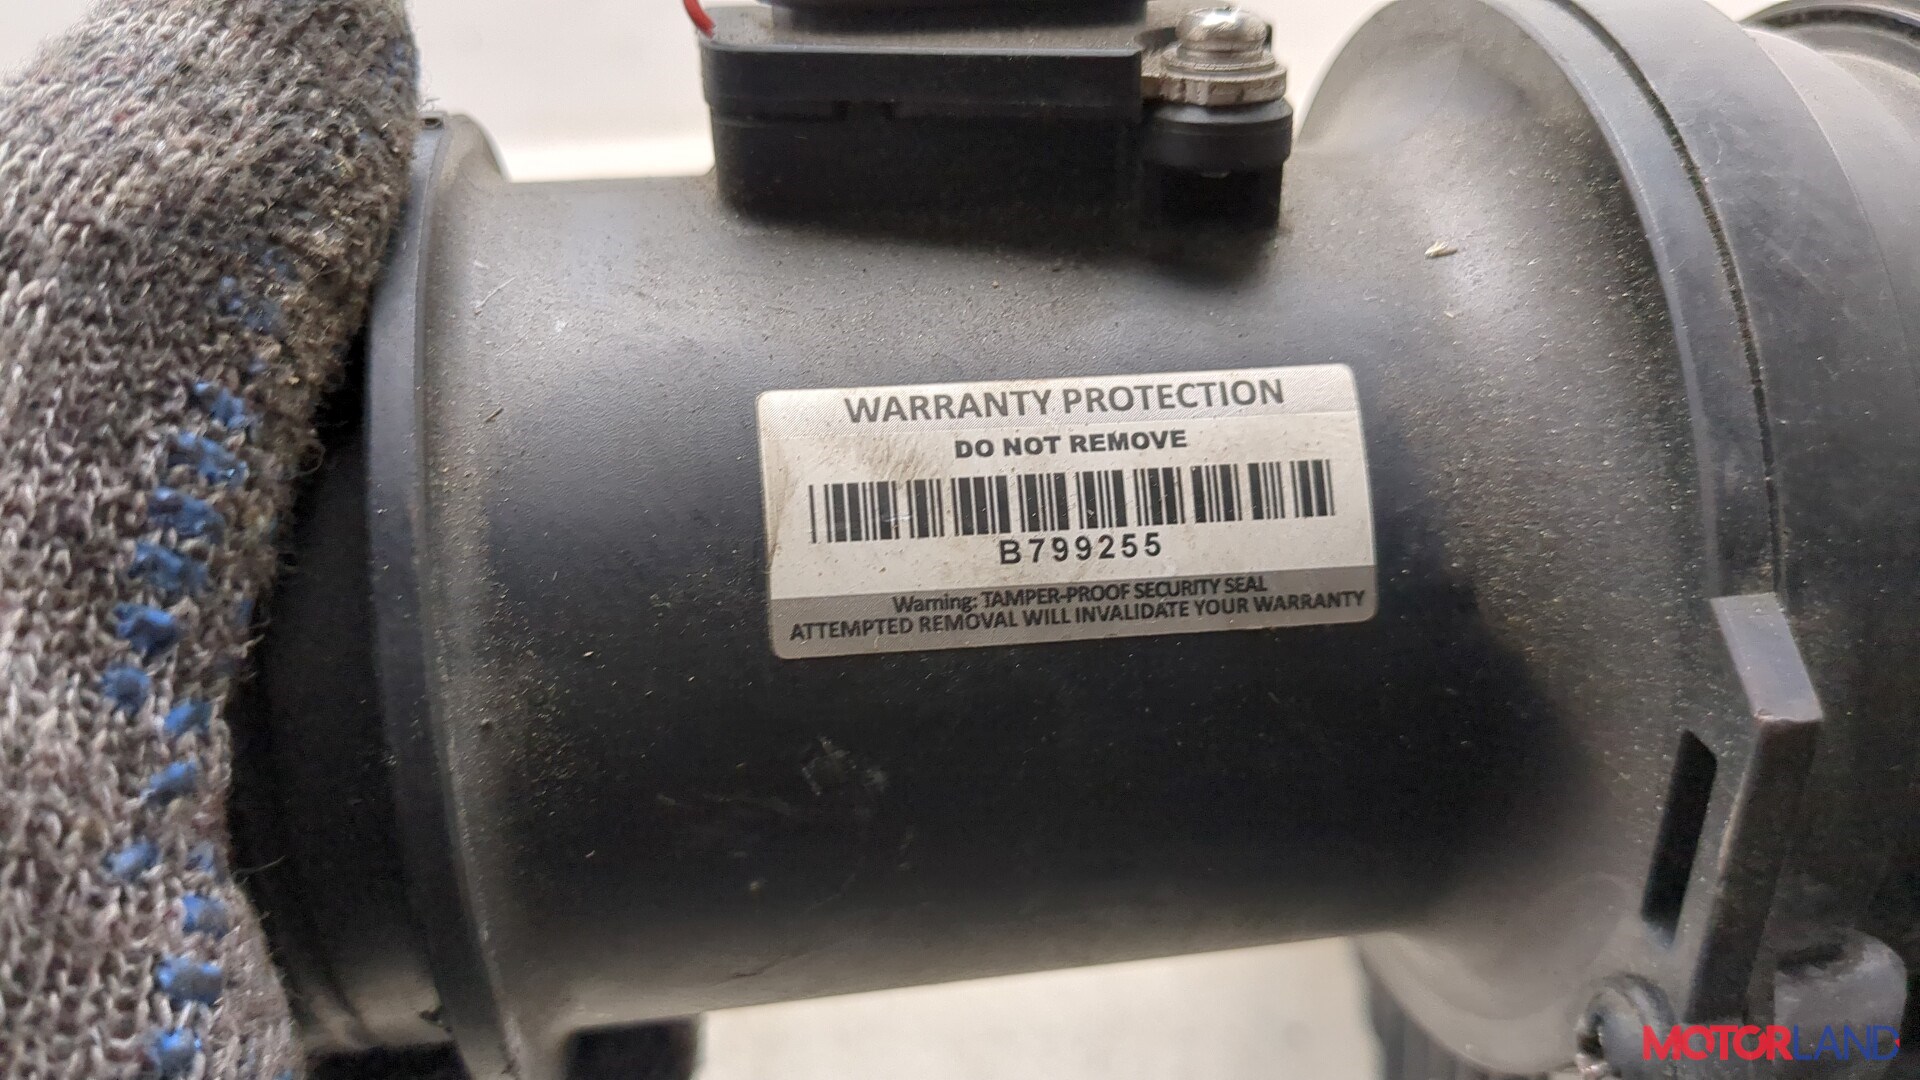 WARRANTY PROTECTION
DO NOT REMOVE
B799255
Warning: TAMPER-PROOF SECURITY SEAL
ATTEMPTED REMOVAL WILL INVALIDATE YOUR WARRANTY
MOTORLAND